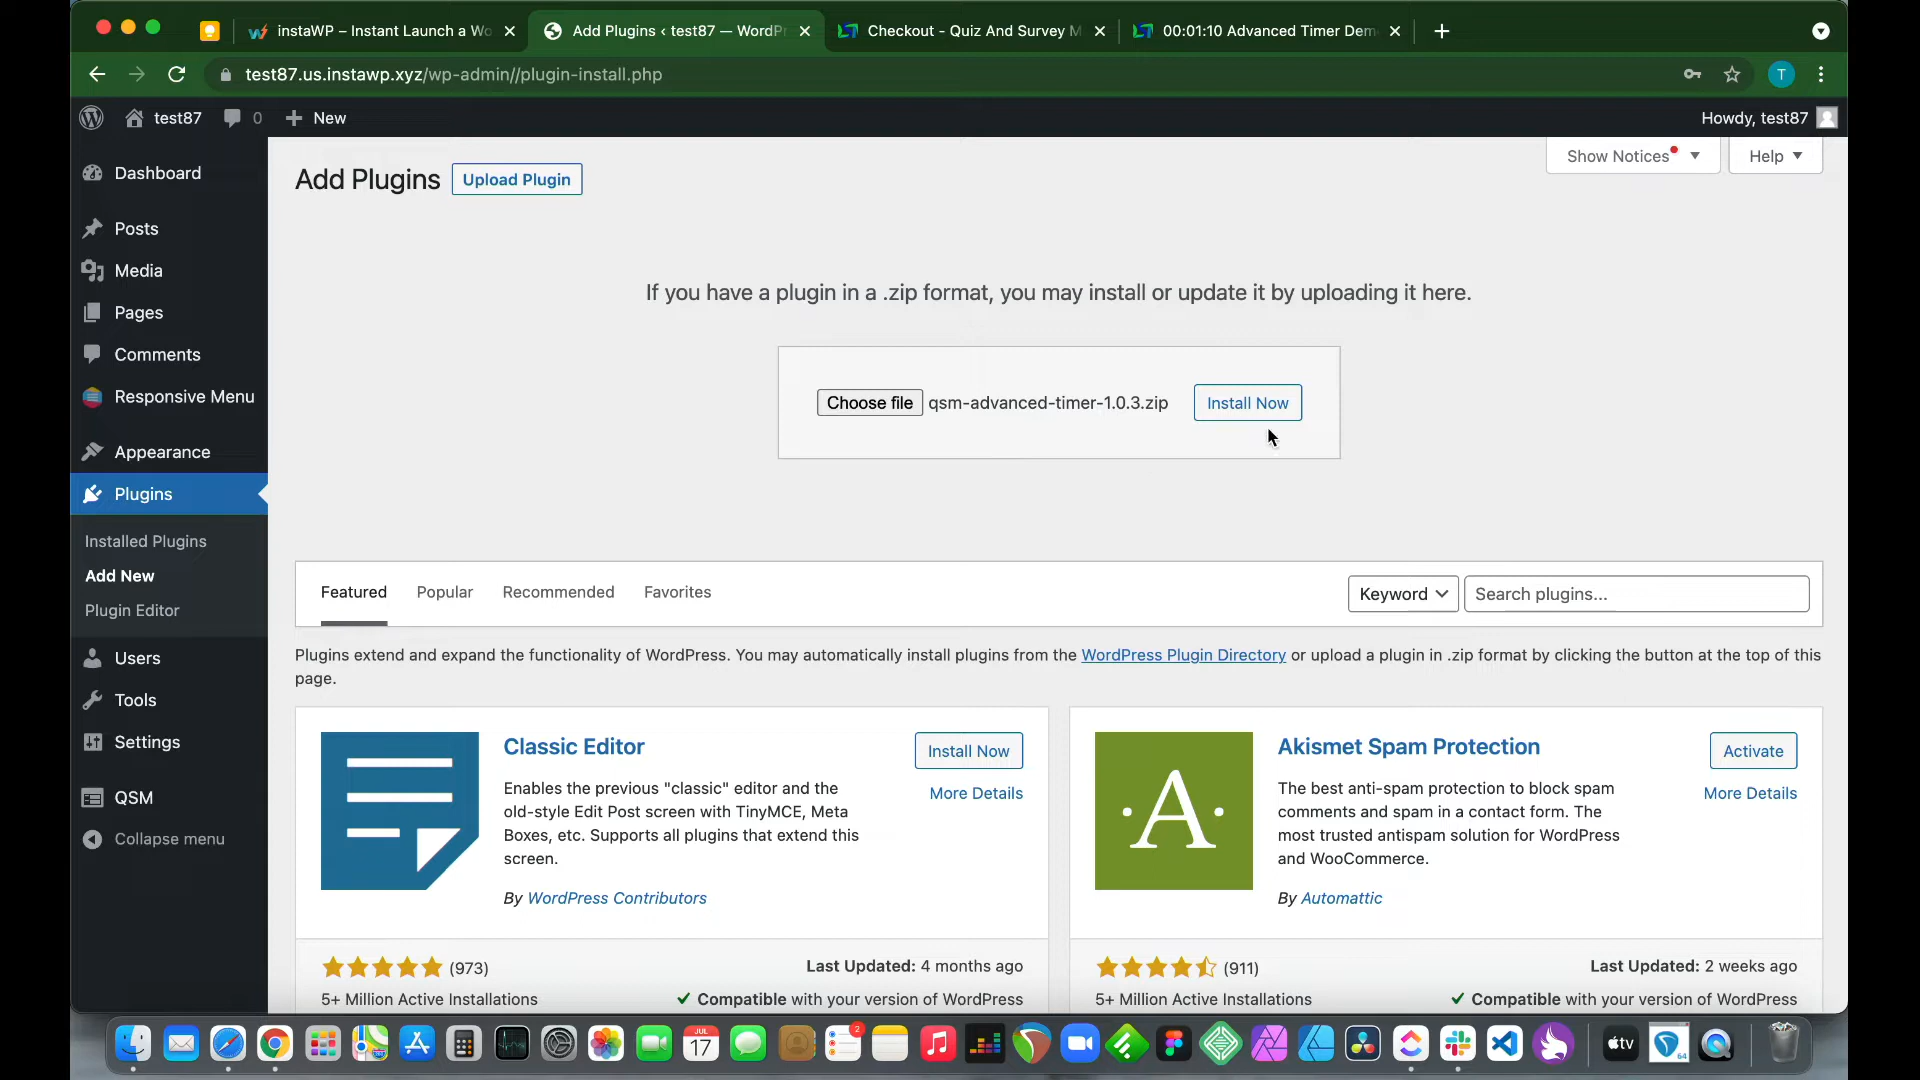 instaWP – Instant Launch a Wo
Add Plugins ‹ test87 — WordPr
Checkout - Quiz And Survey M
00:01:10 Advanced Timer Dem
test87.us.instawp.xyz/wp-admin//plugin-install.php
T
test87
0
New
Howdy, test87
Dashboard
Posts
Media
Pages
Comments
Responsive Menu
Appearance
Plugins
Installed Plugins
Add New
Plugin Editor
Users
Tools
Settings
QSM
Collapse menu
Show Notices
Help
Add Plugins
Upload Plugin
If you have a plugin in a .zip format, you may install or update it by uploading it here.
Choose file qsm-advanced-timer-1.0.3.zip
Install Now
Featured
Popular
Recommended
Favorites
Keyword
Search plugins...
Plugins extend and expand the functionality of WordPress. You may automatically install plugins from the WordPress Plugin Directory or upload a plugin in .zip format by clicking the button at the top of this
page.
Classic Editor
Install Now
More Details
Enables the previous "classic" editor and the
old-style Edit Post screen with TinyMCE, Meta
Boxes, etc. Supports all plugins that extend this
screen.
By WordPress Contributors
(973)
Last Updated: 4 months ago
5+ Million Active Installations
Compatible with your version of WordPress
A
Akismet Spam Protection
Activate
More Details
The best anti-spam protection to block spam
comments and spam in a contact form. The
most trusted antispam solution for WordPress
and WooCommerce.
By Automattic
(911)
Last Updated: 2 weeks ago
5+ Million Active Installations
Compatible with your version of WordPress
JUL
17
2
tv
64